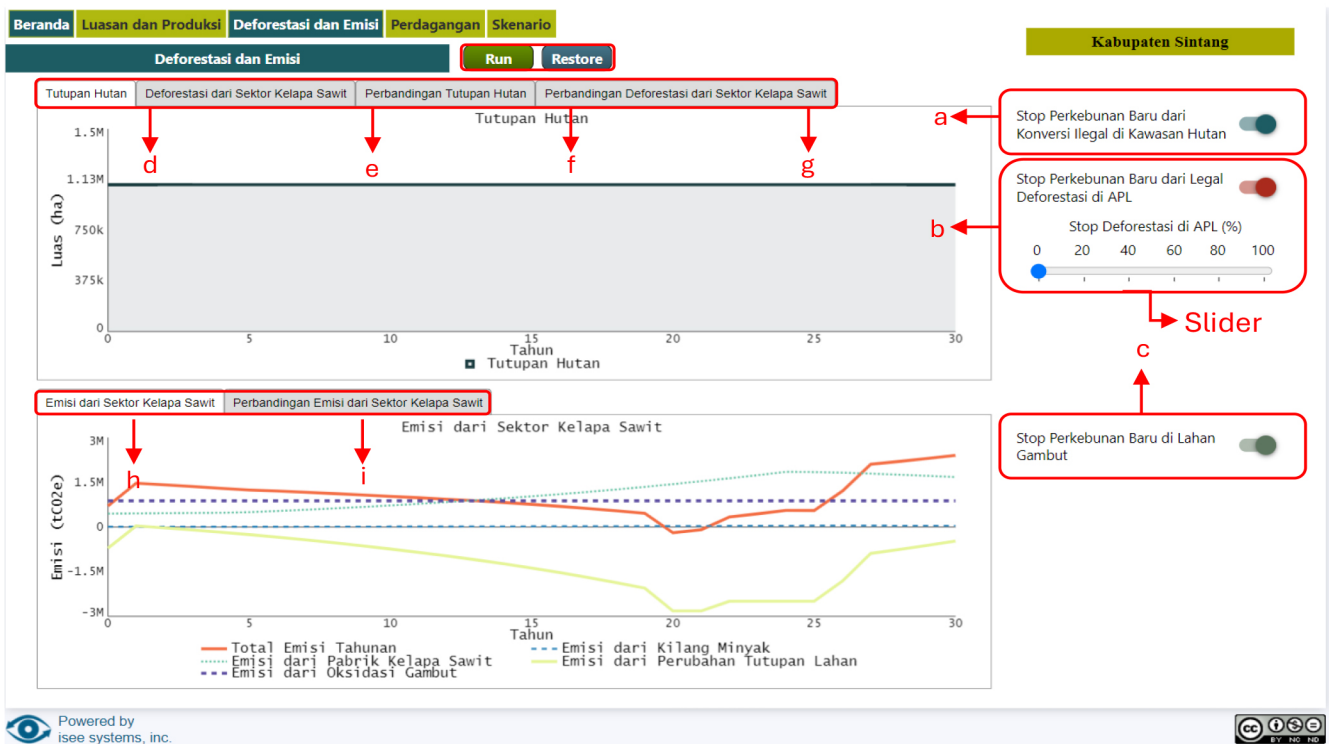 Beranda Luasan dan Produksi Deforestasi dan Emisi Perdagangan Skenario
Kabupaten Sintang
Deforestasi dan Emisi Run Restore
Tutupan Hutan Deforestasi dari Sektor Kelapa Sawit Perbandingan Tutupan Hutan Perbandingan Deforestasi dari Sektor Kelapa Sawit
Tutupan Hutan
1.5M
1.13M
750k
375k
0
Luas (ha)
0 5 10 15 20 25 30
Tahun
Tutupan Hutan
d e f g
a
Stop Perkebunan Baru dari
Konversi Ilegal di Kawasan Hutan
b
Stop Perkebunan Baru dari Legal
Deforestasi di APL
Stop Deforestasi di APL (%)
0 20 40 60 80 100
Slider
c
Stop Perkebunan Baru di Lahan
Gambut
Emisi dari Sektor Kelapa Sawit Perbandingan Emisi dari Sektor Kelapa Sawit
Emisi dari Sektor Kelapa Sawit
h i
3M
1.5M
0
-1.5M
-3M
Emisi (tCO2e)
0 5 10 15 20 25 30
Tahun
Total Emisi Tahunan Emisi dari Kilang Minyak
Emisi dari Pabrik Kelapa Sawit Emisi dari Perubahan Tutupan Lahan
Emisi dari Oksidasi Gambut
Powered by
isee systems, inc.
cc
BY NC ND